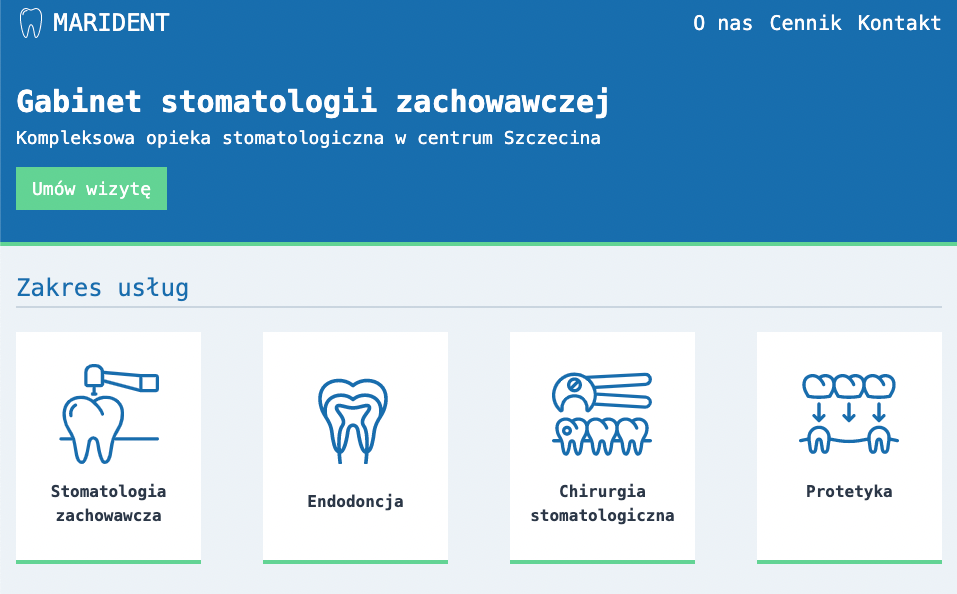 MARIDENT
O nas Cennik Kontakt
Gabinet stomatologii zachowawczej
Kompleksowa opieka stomatologiczna w centrum Szczecina
Umów wizytę
Zakres usług
Stomatologia
zachowawcza
Endodoncja
Chirurgia
stomatologiczna
Protetyka